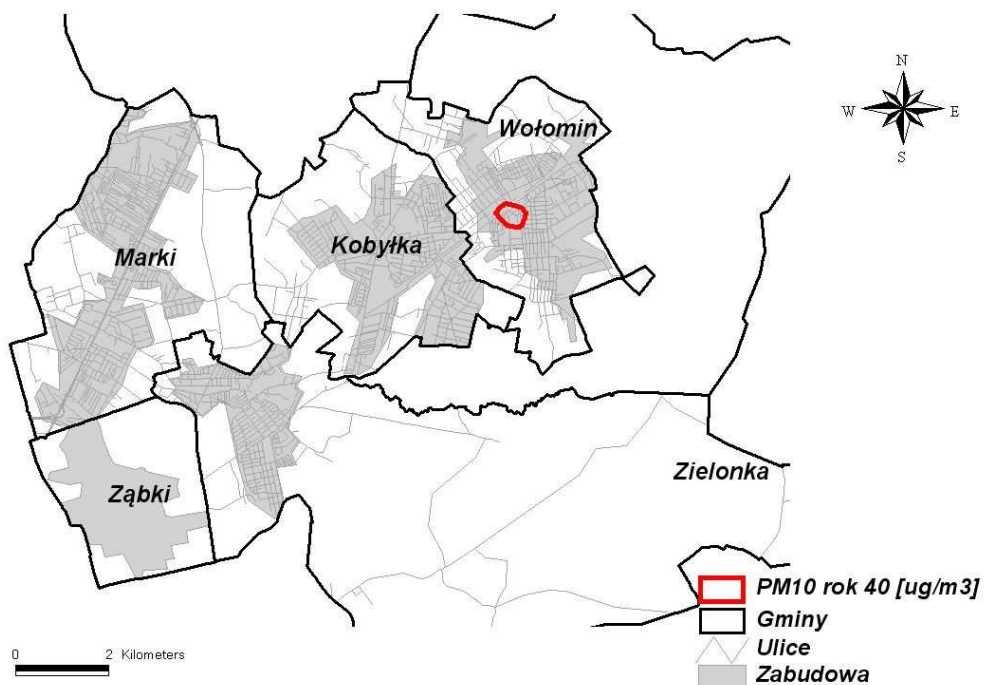 N
W E
S
Wołomin
Kobyłka
Marki
Zielonka
Ząbki
PM10 rok 40 [ug/m3]
Gminy
Ulice
Zabudowa
0 2 Kilometers